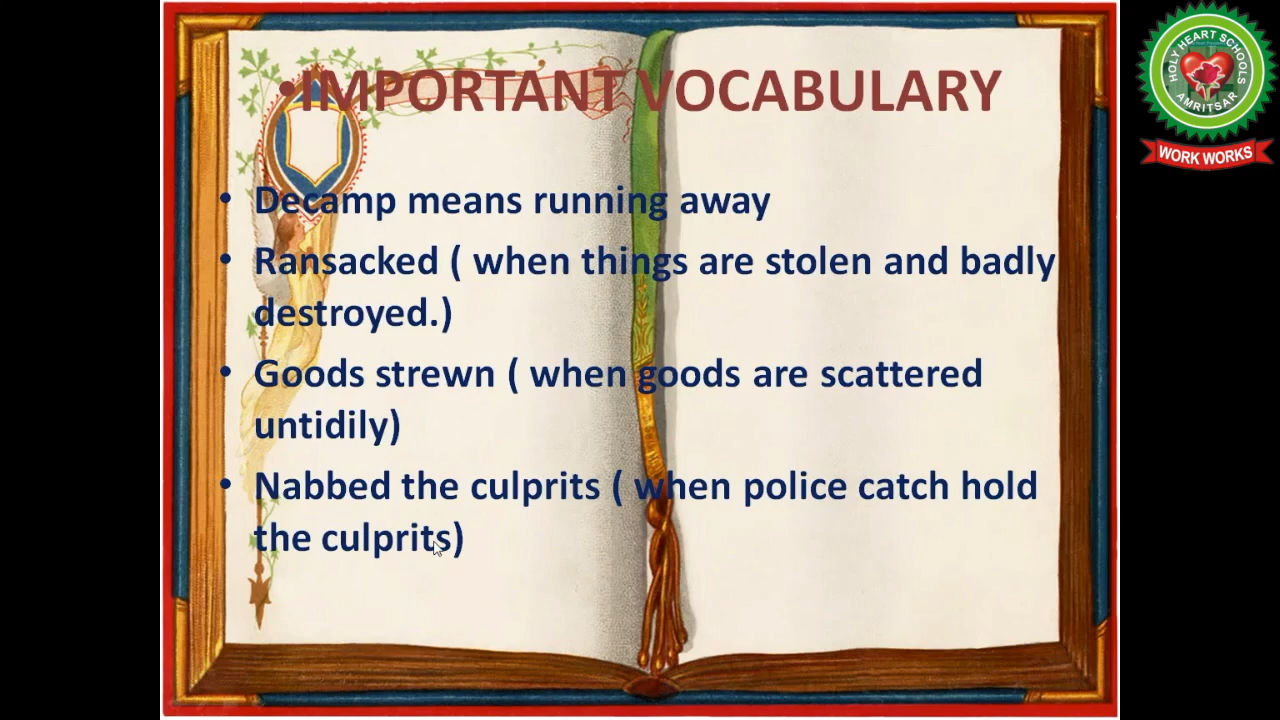 •IMPORTANT VOCABULARY
• Decamp means running away
• Ransacked ( when things are stolen and badly
destroyed.)
• Goods strewn ( when goods are scattered
untidily)
• Nabbed the culprits ( when police catch hold
the culprits)
HOLY HEART SCHOOLS
AMRITSAR
WORK WORKS